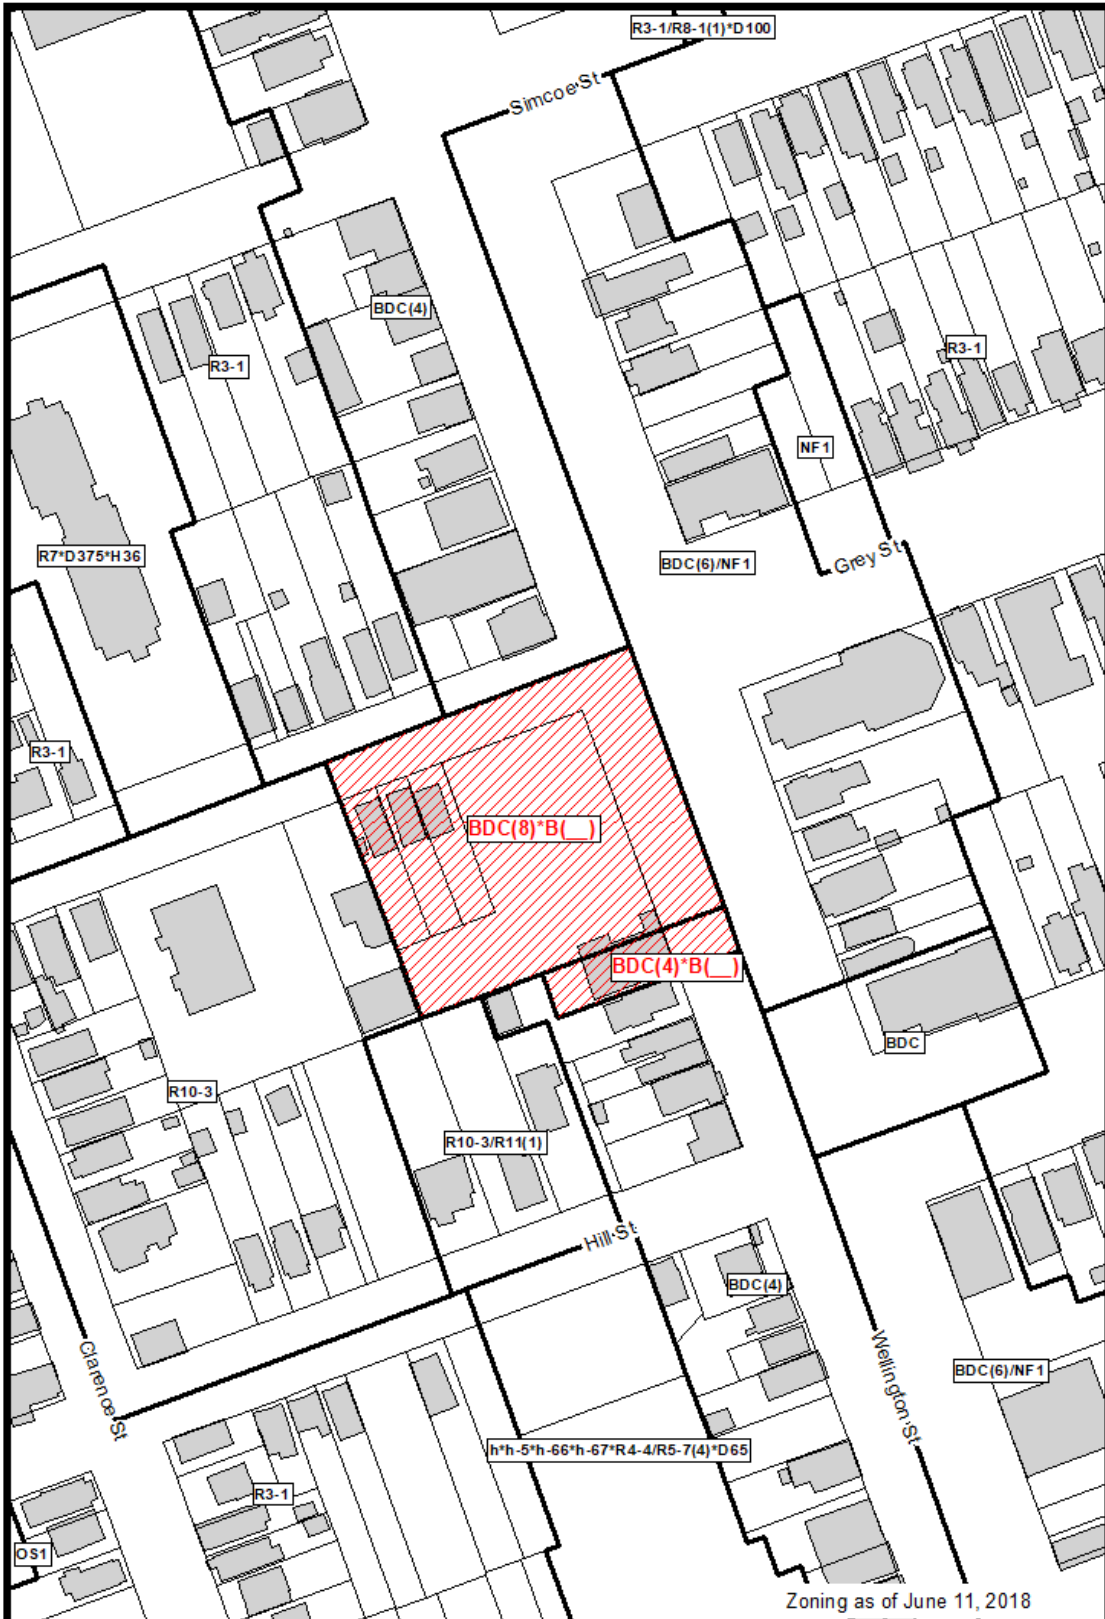 R3-1/R8-1(1)*D100
Simcoe St
BDC(4)
R3-1
R3-1
NF1
R7*D375*H36
BDC(6)/NF1
Grey St
R3-1
BDC(8)*B(__)
BDC(4)*B(__)
BDC
R10-3
R10-3/R11(1)
Hill St
BDC(4)
Clarence St
Wellington St
BDC(6)/NF1
h*h-5*h-66*h-67*R4-4/R5-7(4)*D65
R3-1
OS1
Zoning as of June 11, 2018